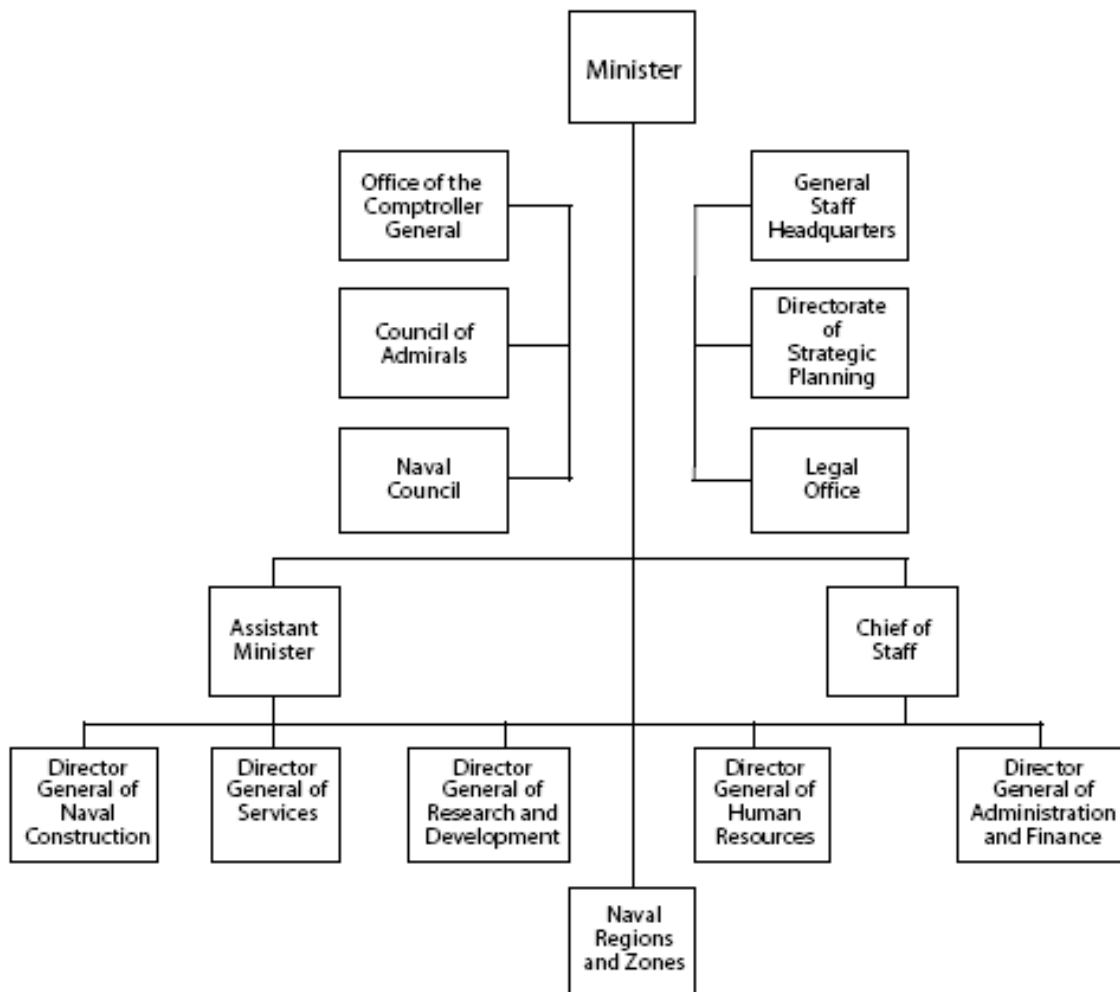 Minister
Office of the
Comptroller
General
General
Staff
Headquarters
Council of
Admirals
Directorate
of
Strategic
Planning
Naval
Council
Legal
Office
Assistant
Minister
Chief of
Staff
Director
General of
Naval
Construction
Director
General of
Services
Director
General of
Research and
Development
Director
General of
Human
Resources
Director
General of
Administration
and Finance
Naval
Regions
and Zones